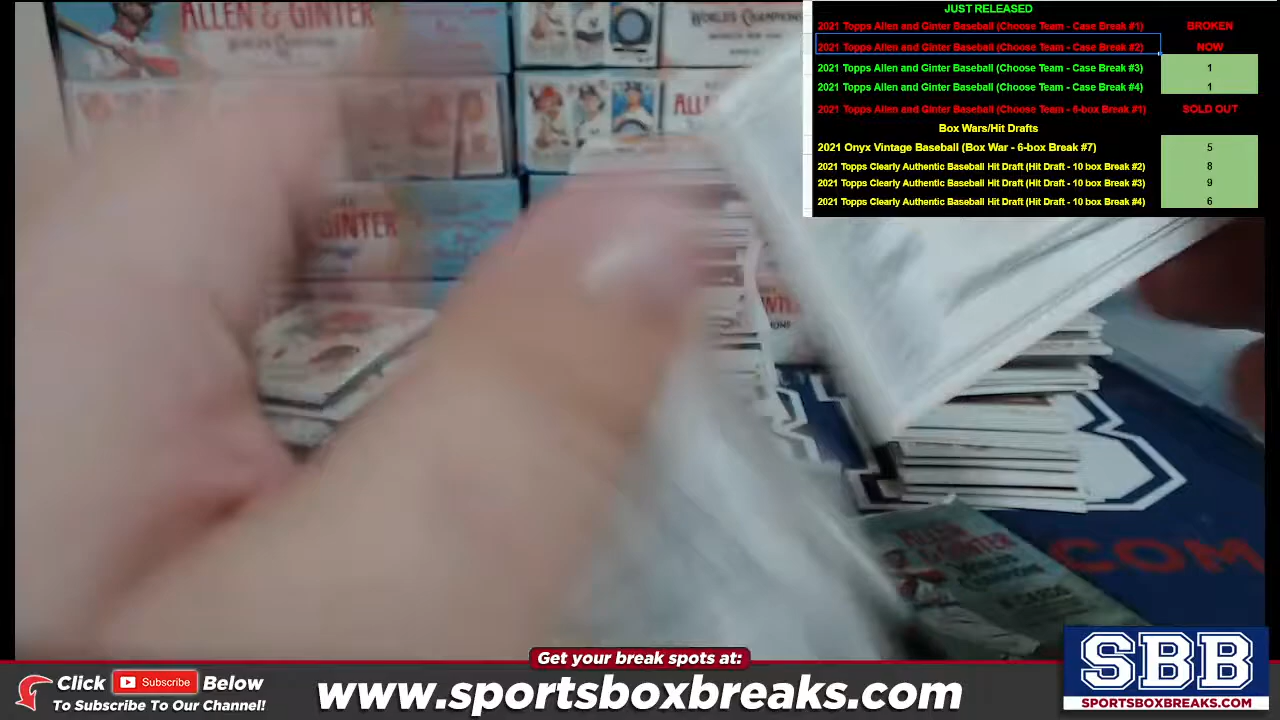 JUST RELEASED
2021 Topps Allen and Ginter Baseball (Choose Team - Case Break #1) BROKEN
2021 Topps Allen and Ginter Baseball (Choose Team - Case Break #2) NOW
2021 Topps Allen and Ginter Baseball (Choose Team - Case Break #3) 1
2021 Topps Allen and Ginter Baseball (Choose Team - Case Break #4) 1
2021 Topps Allen and Ginter Baseball (Choose Team - 6-box Break #1) SOLD OUT
Box Wars/Hit Drafts
2021 Onyx Vintage Baseball (Box War - 6-box Break #7) 5
2021 Topps Clearly Authentic Baseball Hit Draft (Hit Draft - 10 box Break #2) 8
2021 Topps Clearly Authentic Baseball Hit Draft (Hit Draft - 10 box Break #3) 9
2021 Topps Clearly Authentic Baseball Hit Draft (Hit Draft - 10 box Break #4) 6
ALLEN & GINTER
WORLD'S CHAMPIONS
GINTER
ALLEN
& GINTER
.COM
Get your break spots at:
Click Subscribe Below
To Subscribe To Our Channel!
www.sportsboxbreaks.com
SBB
SPORTSBOXBREAKS.COM